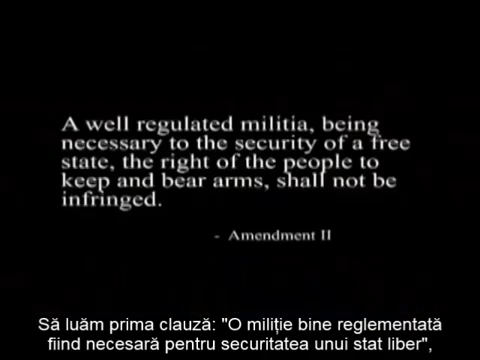 A well regulated militia, being
necessary to the security of a free
state, the right of the people to
keep and bear arms, shall not be
infringed.
- Amendment II
Să luăm prima clauză: "O miliție bine reglementată
fiind necesară pentru securitatea unui stat liber",